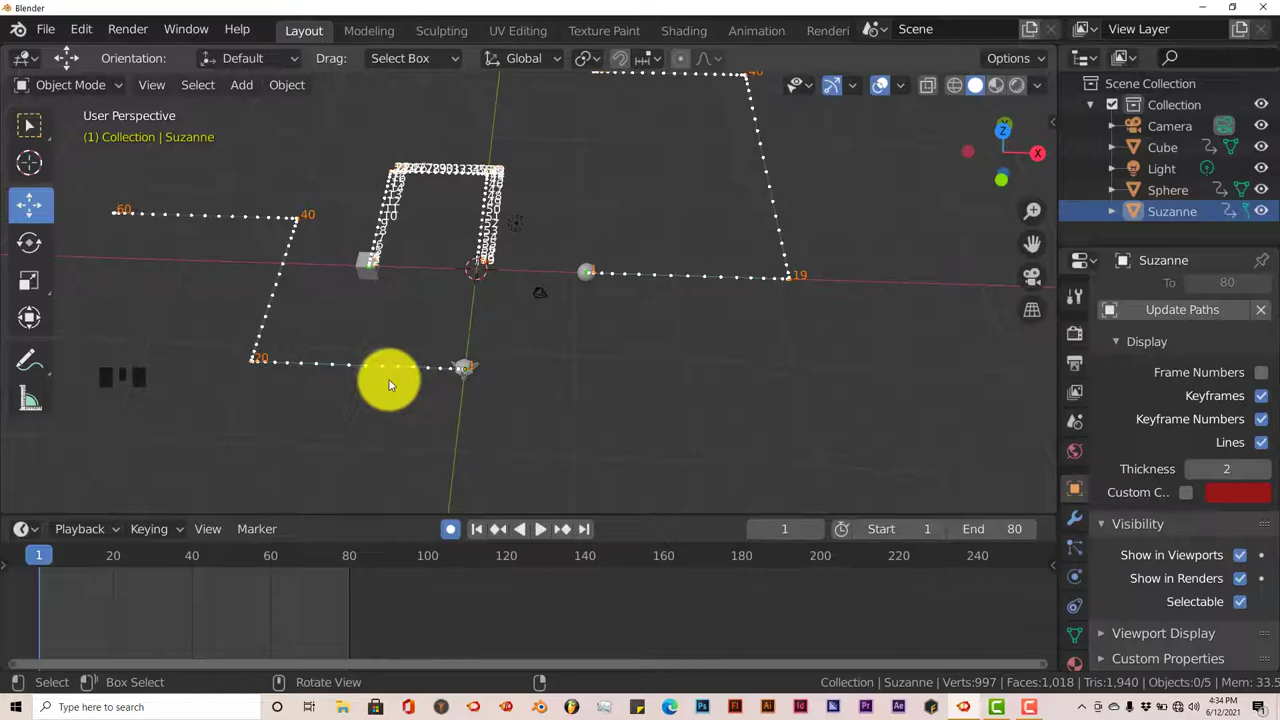 Blender
File Edit Render Window Help Layout Modeling Sculpting UV Editing Texture Paint Shading Animation Renderi Scene View Layer
Orientation: Default Drag: Select Box Global Options
Object Mode View Select Add Object
User Perspective
(1) Collection | Suzanne
Z
X
60
40
20
19
Scene Collection
Collection
Camera
Cube
Light
Sphere
Suzanne
Suzanne
To 80
Update Paths
Display
Frame Numbers
Keyframes
Keyframe Numbers
Lines
Thickness 2
Custom C..
Visibility
Show in Viewports
Show in Renders
Selectable
Viewport Display
Custom Properties
Playback Keying View Marker 1 Start 1 End 80
1 20 40 60 80 100 120 140 160 180 200 220 240
Select Box Select Rotate View Collection | Suzanne | Verts:997 | Faces:1,018 | Tris:1,940 | Objects:0/5 | Mem: 33.5
Type here to search
4:34 PM
6/12/2021